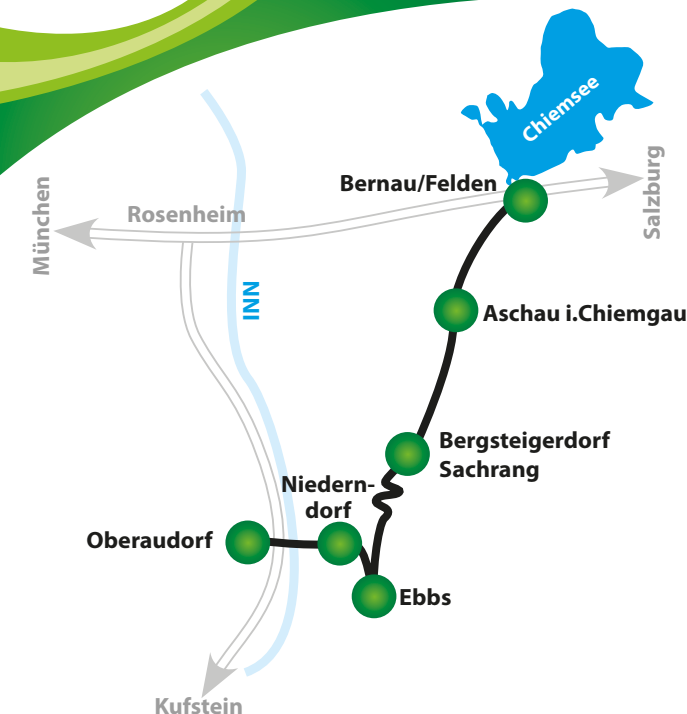 Chiemsee
Bernau/Felden
Salzburg
München
Rosenheim
INN
Aschau i.Chiemgau
Bergsteigerdorf
Sachrang
Niedern-
dorf
Oberaudorf
Ebbs
Kufstein